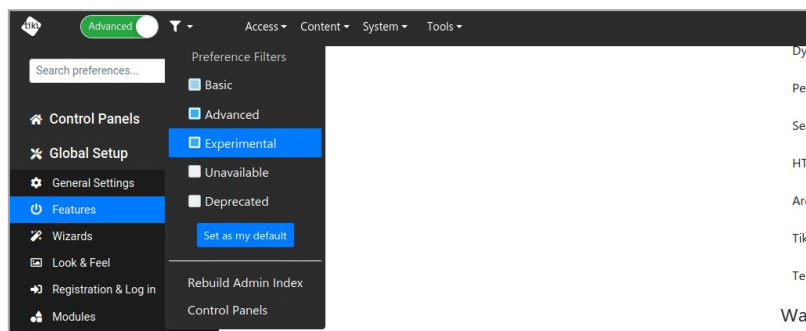 tiki
Advanced
Access
Content
System
Tools
Search preferences...
Control Panels
Global Setup
General Settings
Features
Wizards
Look & Feel
Registration & Log in
Modules
Preference Filters
Basic
Advanced
Experimental
Unavailable
Deprecated
Set as my default
Rebuild Admin Index
Control Panels
Dy
Pe
Se
HT
Are
Tik
Te
Wa